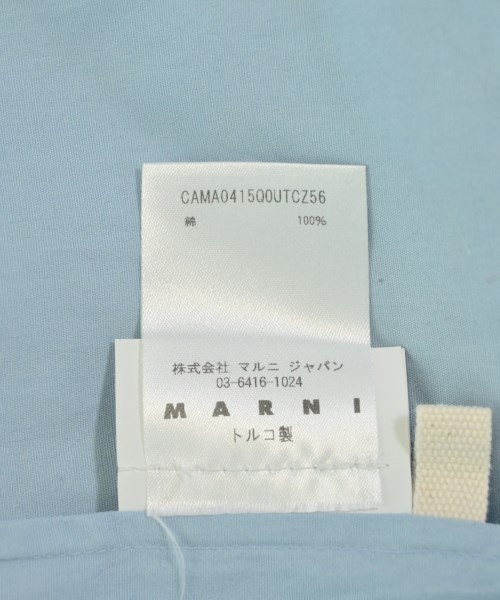 CAMA0415Q0UTCZ56
綿 100%
株式会社 マルニ ジャパン
03-6416-1024
MARNI
トルコ製